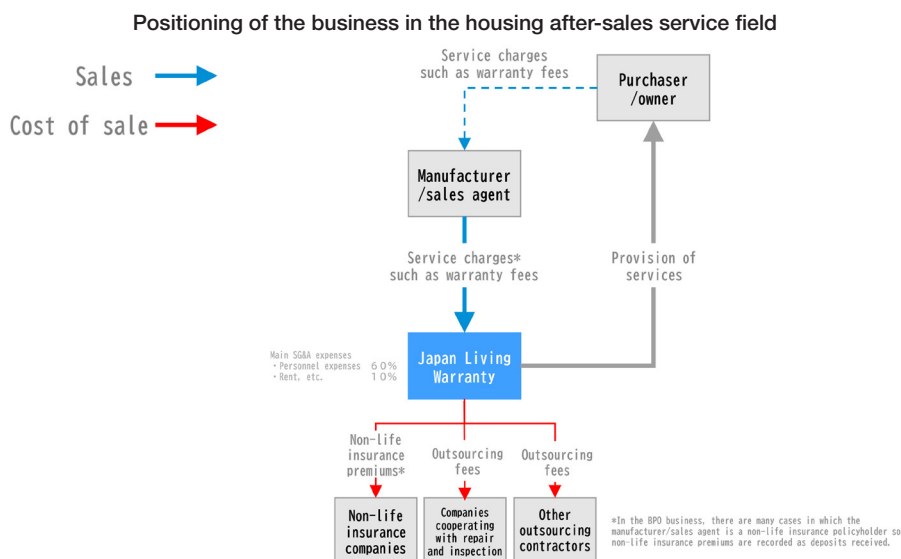 Positioning of the business in the housing after-sales service field
Sales
Cost of sale
Service charges
such as warranty fees
Purchaser
/owner
Manufacturer
/sales agent
Service charges*
such as warranty fees
Provision of
services
Main SG&A expenses
・Personnel expenses 60%
・Rent, etc. 10%
Japan Living
Warranty
Non-life
insurance
premiums*
Outsourcing
fees
Outsourcing
fees
Non-life
insurance
companies
Companies
cooperating
with repair
and inspection
Other
outsourcing
contractors
*In the BPO business, there are many cases in which the
manufacturer/sales agent is a non-life insurance policyholder so
non-life insurance premiums are recorded as deposits received.